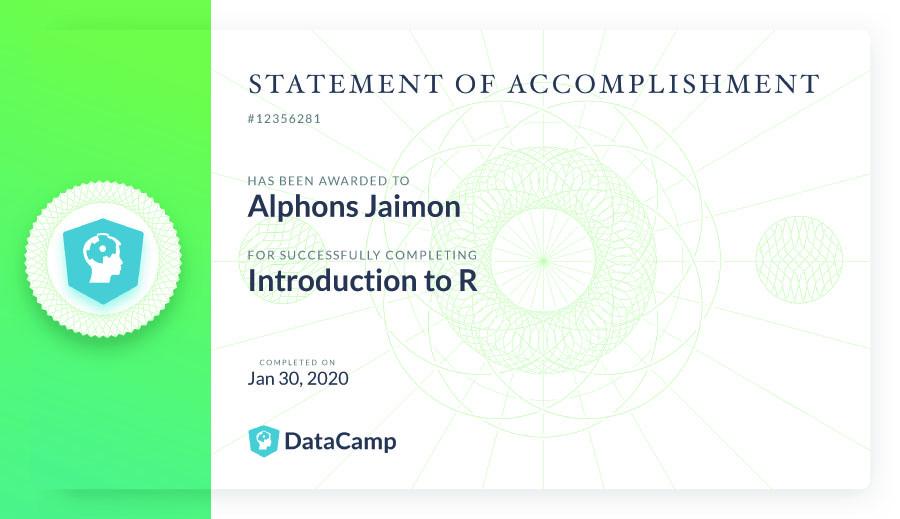 STATEMENT OF ACCOMPLISHMENT
#12356281
HAS BEEN AWARDED TO
Alphons Jaimon
FOR SUCCESSFULLY COMPLETING
Introduction to R
COMPLETED ON
Jan 30, 2020
DataCamp